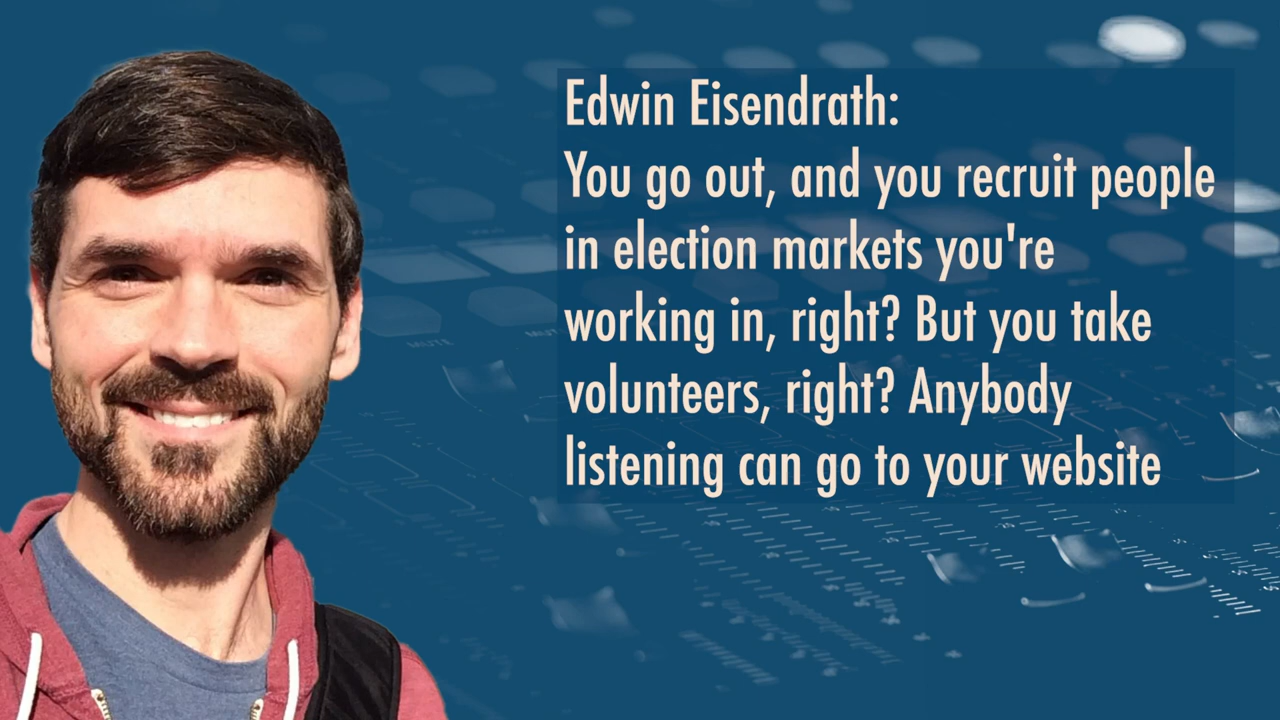 Edwin Eisendrath:
You go out, and you recruit people
in election markets you're
working in, right? But you take
volunteers, right? Anybody
listening can go to your website
MUTE